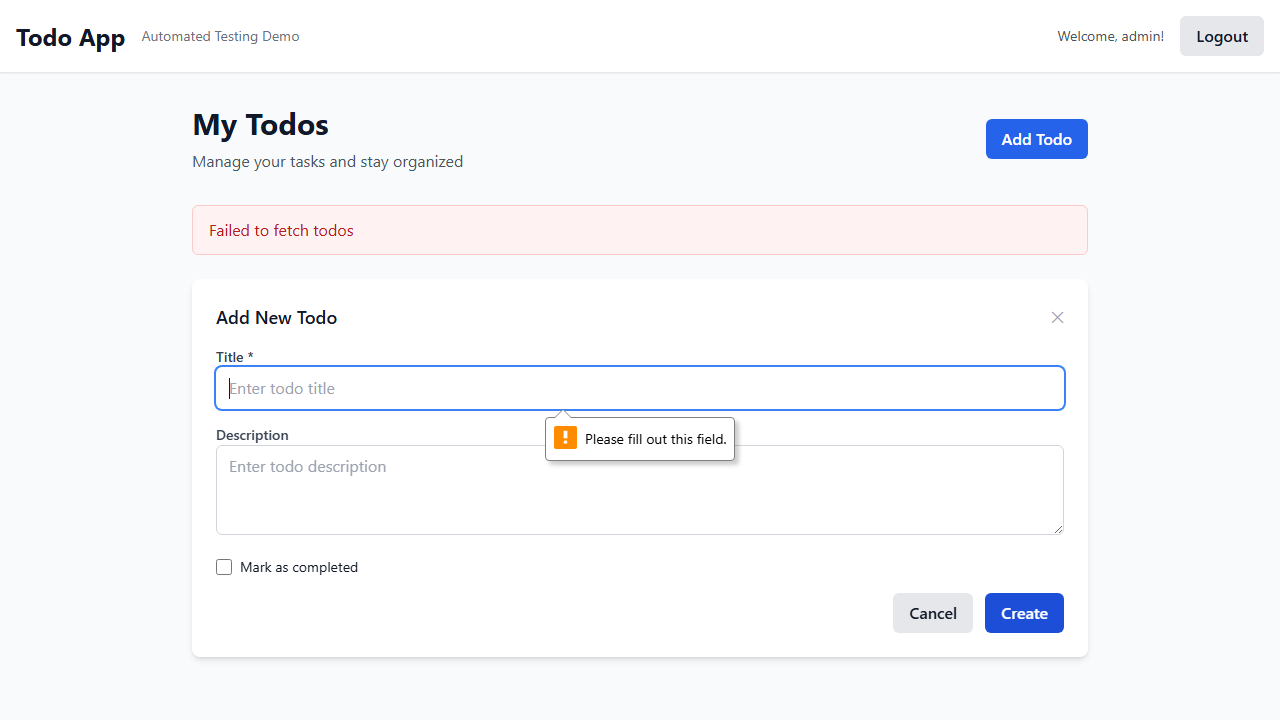 Todo App
Automated Testing Demo
Welcome, admin!
Logout
My Todos
Manage your tasks and stay organized
Add Todo
Failed to fetch todos
Add New Todo
Title *
Enter todo title
Please fill out this field.
Description
Enter todo description
Mark as completed
Cancel
Create